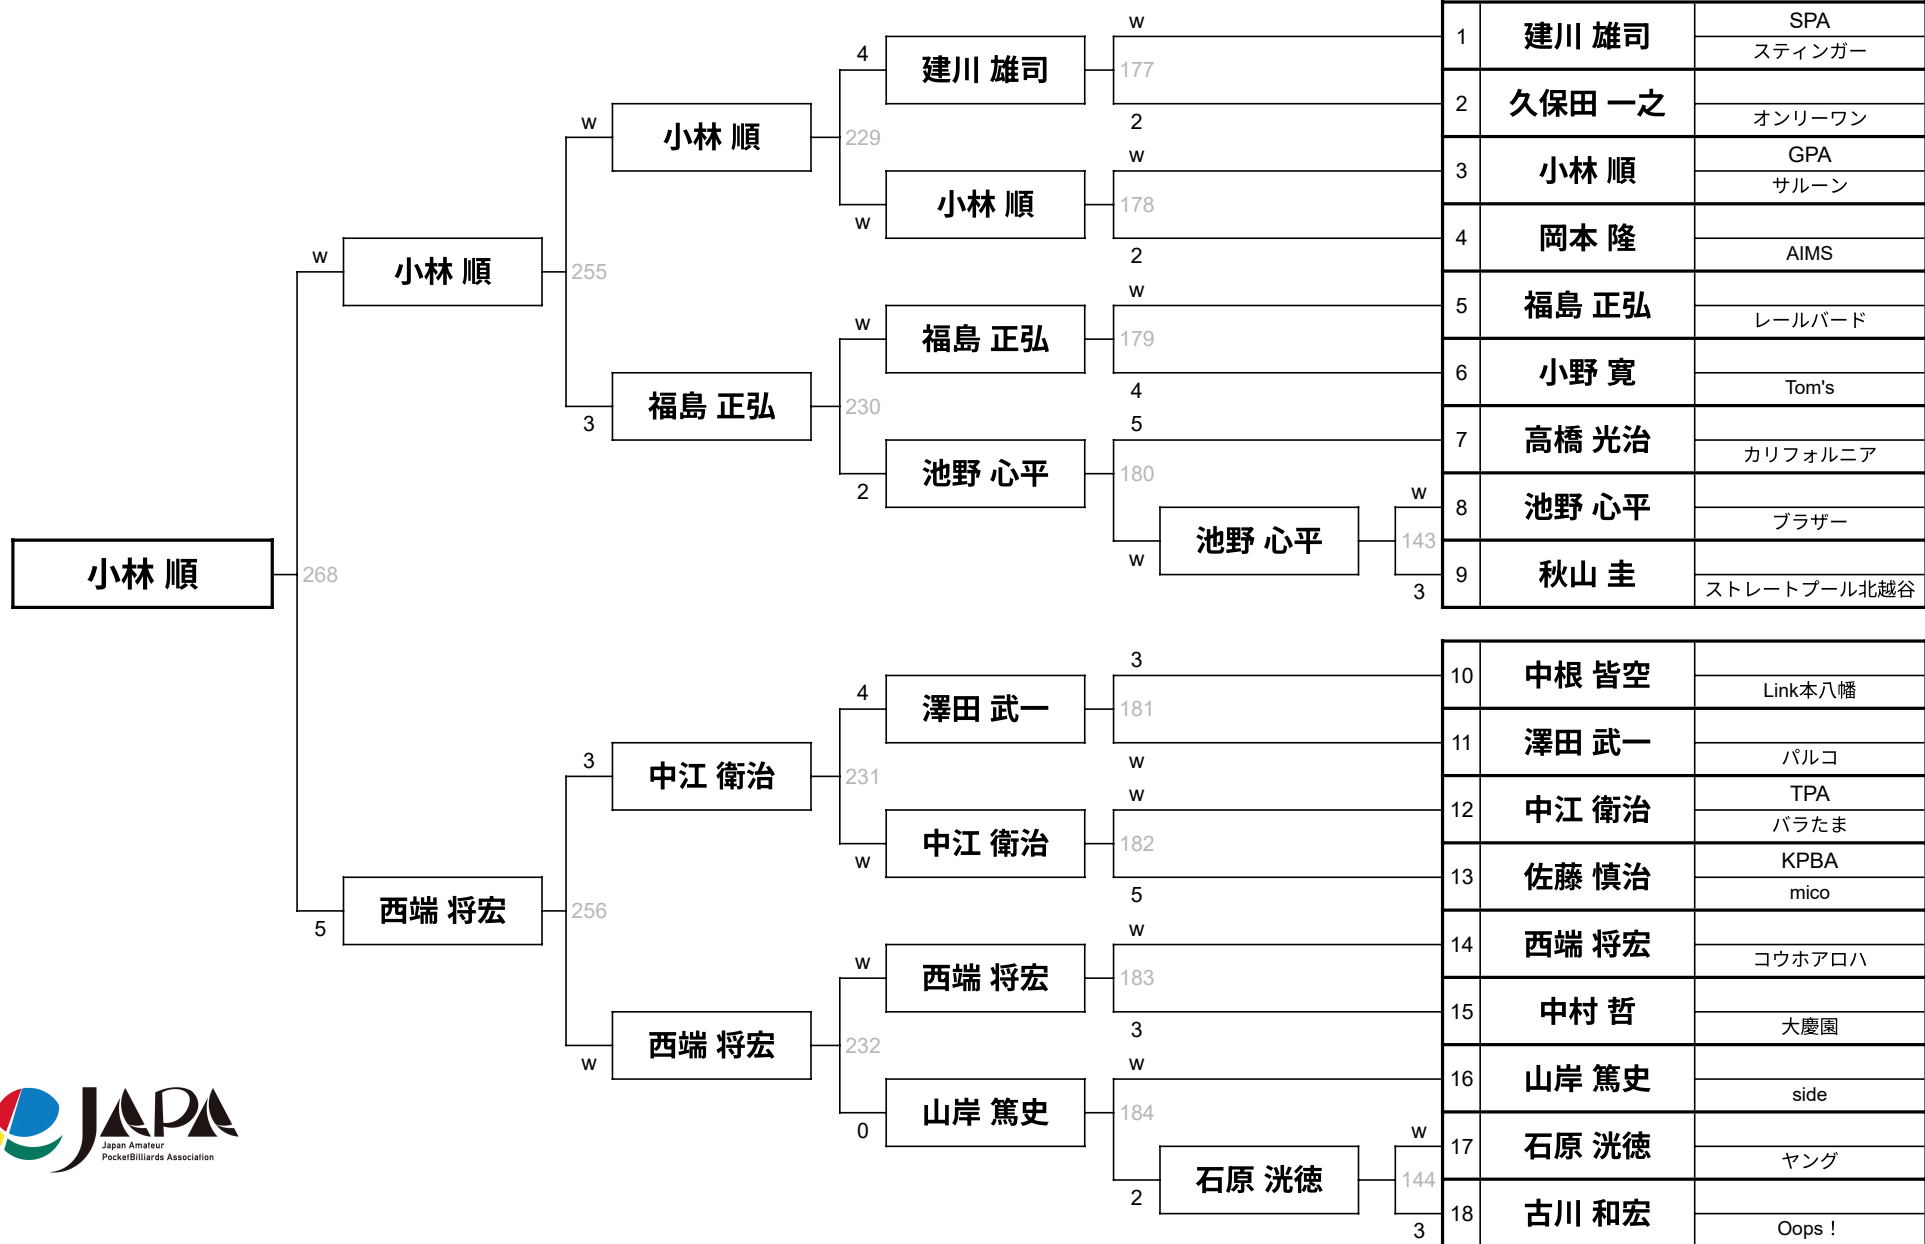 1 建川 雄司 SPA
スティンガー
2 久保田 一之
オンリーワン
3 小林 順 GPA
サルーン
4 岡本 隆
AIMS
5 福島 正弘
レールバード
6 小野 寛
Tom's
7 高橋 光治
カリフォルニア
8 池野 心平
ブラザー
9 秋山 圭
ストレートプール北越谷
10 中根 皆空
Link本八幡
11 澤田 武一
パルコ
12 中江 衛治 TPA
バラたま
13 佐藤 慎治 KPBA
mico
14 西端 将宏
コウホアロハ
15 中村 哲
大慶園
16 山岸 篤史
side
17 石原 洸徳
ヤング
18 古川 和宏
Oops！
w
143
3
池野 心平
w
144
3
石原 洸徳
w
177
2
w
178
2
w
179
4
5
180
w
3
181
w
w
182
5
w
183
3
w
184
2
4
建川 雄司
229
小林 順
w
w
福島 正弘
230
池野 心平
2
4
澤田 武一
231
中江 衛治
w
w
西端 将宏
232
山岸 篤史
0
w
小林 順
255
福島 正弘
3
3
中江 衛治
256
西端 将宏
w
w
小林 順
268
西端 将宏
5
小林 順
JAPA
Japan Amateur
PocketBilliards Association